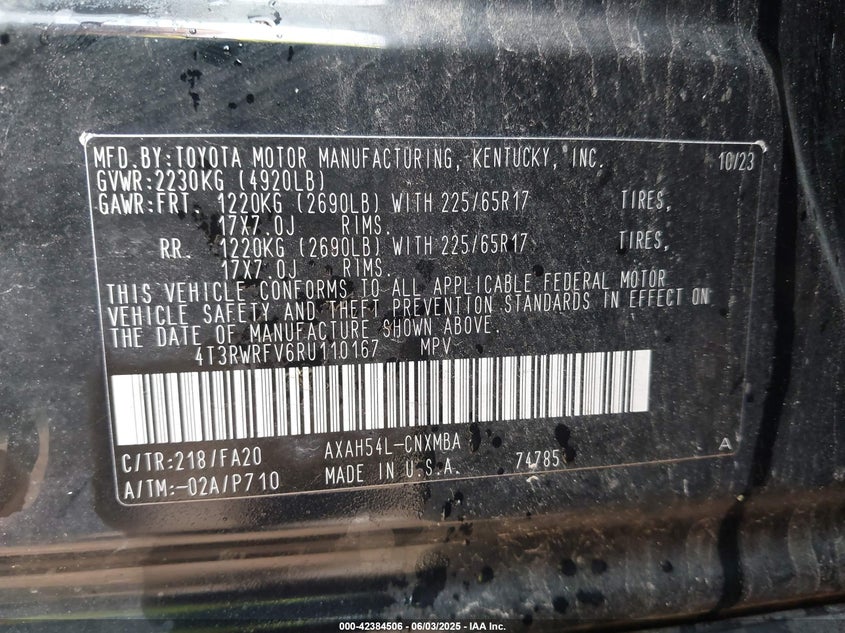 MFD.BY:TOYOTA MOTOR MANUFACTURING, KENTUCKY, INC. 10/23
GVWR:2230KG (4920LB)
GAWR:FRT 1220KG (2690LB) WITH 225/65R17 TIRES,
17X7.0J RIMS.
RR. 1220KG (2690LB) WITH 225/65R17 TIRES,
17X7.0J RIMS.
THIS VEHICLE CONFORMS TO ALL APPLICABLE FEDERAL MOTOR
VEHICLE SAFETY AND THEFT PREVENTION STANDARDS IN EFFECT ON
THE DATE OF MANUFACTURE SHOWN ABOVE.
4T3RWRFV6RU110167 MPV
C/TR:218/FA20 AXAH54L-CNXMBA A
A/TM:-02A/P710 MADE IN U.S.A. 74785
000-42384506 - 06/03/2025 - IAA Inc.